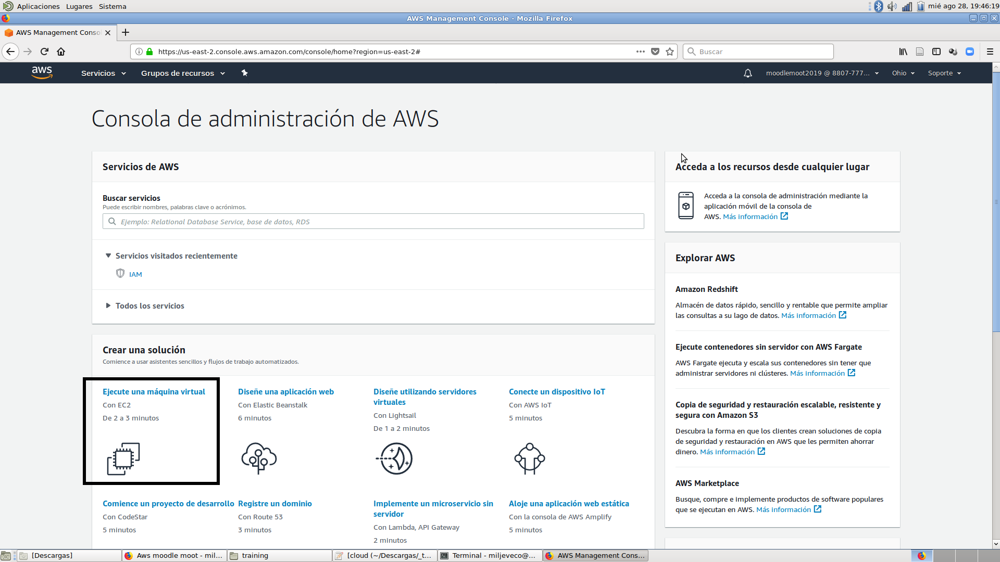 Aplicaciones Lugares Sistema
mié ago 28, 19:46:19
AWS Management Console - Mozilla Firefox
AWS Management Conso
https://us-east-2.console.aws.amazon.com/console/home?region=us-east-2#
Buscar
aws
Servicios
Grupos de recursos
moodlemoot2019 @ 8807-777...
Ohio
Soporte
Consola de administración de AWS
Servicios de AWS
Buscar servicios
Puede escribir nombres, palabras clave o acrónimos.
Ejemplo: Relational Database Service, base de datos, RDS
Servicios visitados recientemente
IAM
Todos los servicios
Crear una solución
Comience a usar asistentes sencillos y flujos de trabajo automatizados.
Ejecute una máquina virtual
Con EC2
De 2 a 3 minutos
Diseñe una aplicación web
Con Elastic Beanstalk
6 minutos
Diseñe utilizando servidores
virtuales
Con Lightsail
De 1 a 2 minutos
Conecte un dispositivo IoT
Con AWS IoT
5 minutos
Comience un proyecto de desarrollo
Con CodeStar
5 minutos
Registre un dominio
Con Route 53
3 minutos
Implemente un microservicio sin
servidor
Con Lambda, API Gateway
2 minutos
Aloje una aplicación web estática
Con la consola de AWS Amplify
5 minutos
Acceda a los recursos desde cualquier lugar
Acceda a la consola de administración mediante la
aplicación móvil de la consola de
AWS. Más información
Explorar AWS
Amazon Redshift
Almacén de datos rápido, sencillo y rentable que permite ampliar
las consultas a su lago de datos. Más información
Ejecute contenedores sin servidor con AWS Fargate
AWS Fargate ejecuta y escala sus contenedores sin tener que
administrar servidores ni clústeres. Más información
Copia de seguridad y restauración escalable, resistente y
segura con Amazon S3
Descubra la forma en que los clientes crean soluciones de copia
de seguridad y restauración en AWS que les permiten ahorrar
dinero. Más información
AWS Marketplace
Busque, compre e implemente productos de software populares
que se ejecutan en AWS. Más información
[Descargas]
Aws moodle moot - mil...
training
[cloud (~/Descargas/_t...
Terminal - miljeveco@...
AWS Management Cons...